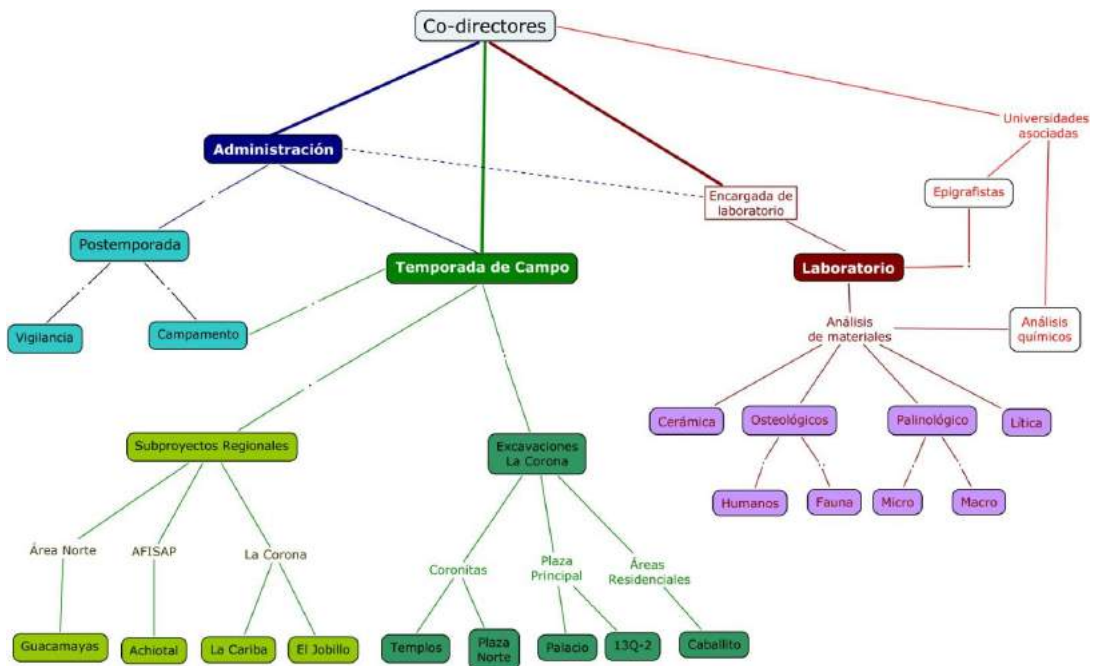 Co-directores
Universidades
asociadas
Administración
Encargada de
laboratorio
Epigrafistas
Postemporada
Temporada de Campo
Laboratorio
Vigilancia
Campamento
Análisis
de materiales
Análisis
químicos
Cerámica
Osteológicos
Palinológico
Lítica
Subproyectos Regionales
Excavaciones
La Corona
Humanos
Fauna
Micro
Macro
Área Norte
AFISAP
La Corona
Coronitas
Plaza
Principal
Áreas
Residenciales
Guacamayas
Achiotal
La Cariba
El Jobillo
Templos
Plaza
Norte
Palacio
13Q-2
Caballito